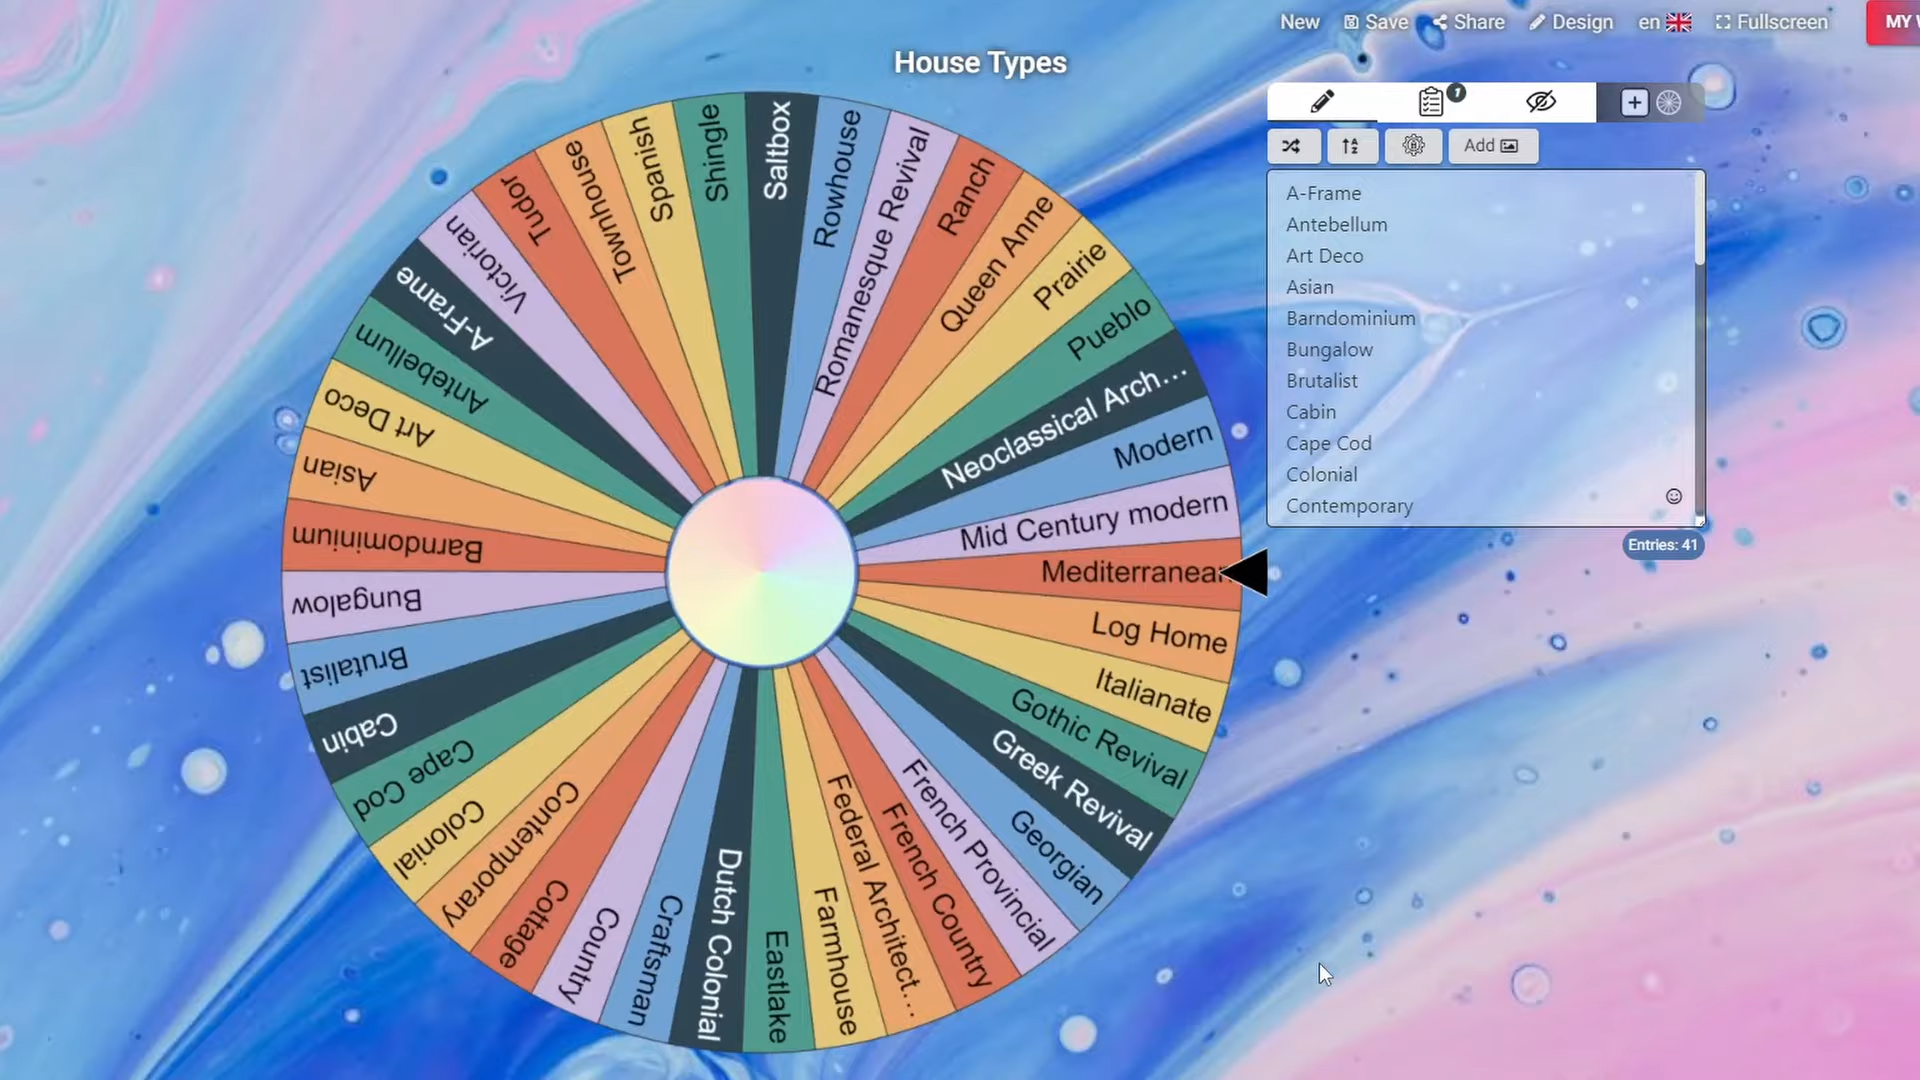 New
Save
Share
Design
en
Fullscreen
MY
House Types
1
Add
A-Frame
Antebellum
Art Deco
Asian
Barndominium
Bungalow
Brutalist
Cabin
Cape Cod
Colonial
Contemporary
Entries: 41
Saltbox
Rowhouse
Romanesque Revival
Ranch
Queen Anne
Prairie
Pueblo
Neoclassical Arch...
Modern
Mid Century modern
Mediterranean
Log Home
Italianate
Gothic Revival
Greek Revival
Georgian
French Provincial
French Country
Federal Architect...
Farmhouse
Eastlake
Dutch Colonial
Craftsman
Country
Cottage
Contemporary
Colonial
Cape Cod
Cabin
Brutalist
Bungalow
Barndominium
Asian
Art Deco
Antebellum
A-Frame
Victorian
Tudor
Townhouse
Spanish
Shingle